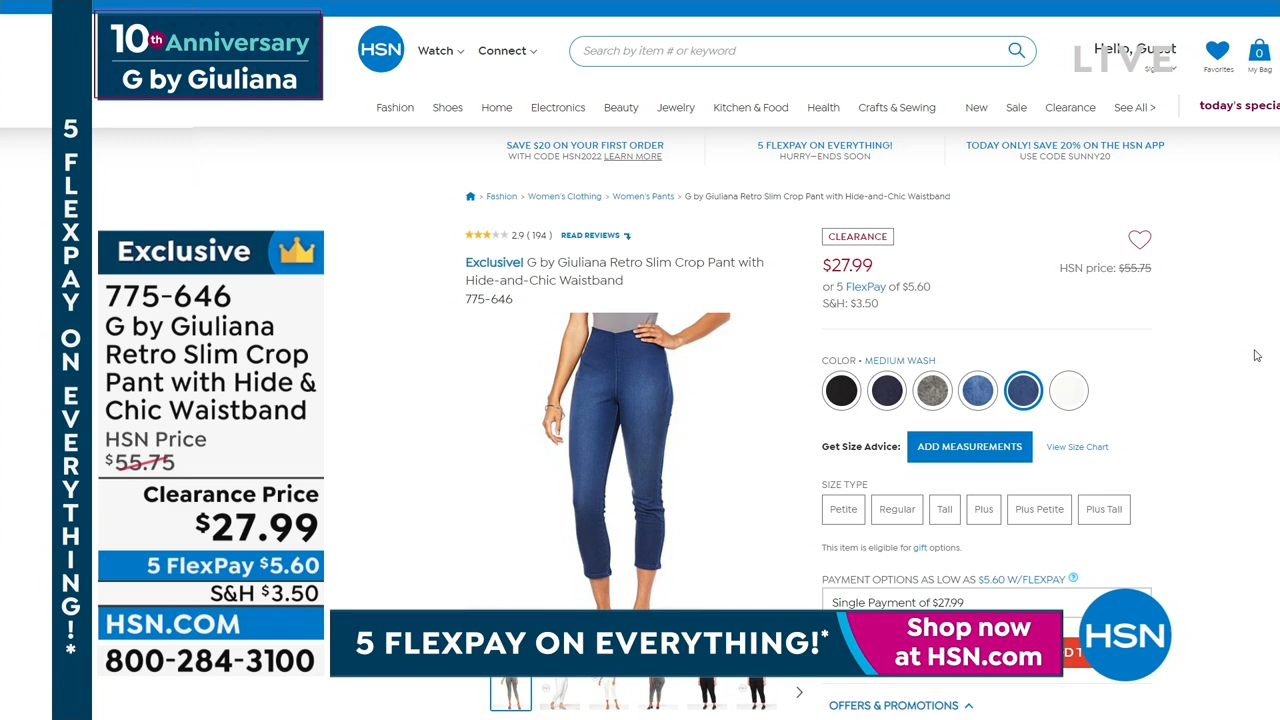 10th Anniversary
G by Giuliana
5 FLEXPAY ON EVERYTHING!*
Exclusive
775-646
G by Giuliana
Retro Slim Crop
Pant with Hide &
Chic Waistband
HSN Price
$55.75
Clearance Price
$27.99
5 FlexPay $5.60
S&H $3.50
HSN.COM
800-284-3100
HSN
Watch
Connect
Search by item # or keyword
Hello, Guest
LIVE
Favorites
0
My Bag
Fashion Shoes Home Electronics Beauty Jewelry Kitchen & Food Health Crafts & Sewing New Sale Clearance See All >
today's specia
SAVE $20 ON YOUR FIRST ORDER
WITH CODE HSN2022 LEARN MORE
5 FLEXPAY ON EVERYTHING!
HURRY—ENDS SOON
TODAY ONLY! SAVE 20% ON THE HSN APP
USE CODE SUNNY20
> Fashion > Women's Clothing > Women's Pants > G by Giuliana Retro Slim Crop Pant with Hide-and-Chic Waistband
2.9 ( 194 ) READ REVIEWS
Exclusive! G by Giuliana Retro Slim Crop Pant with
Hide-and-Chic Waistband
775-646
CLEARANCE
$27.99
HSN price: $55.75
or 5 FlexPay of $5.60
S&H: $3.50
COLOR • MEDIUM WASH
Get Size Advice: ADD MEASUREMENTS View Size Chart
SIZE TYPE
Petite Regular Tall Plus Plus Petite Plus Tall
This item is eligible for gift options.
PAYMENT OPTIONS AS LOW AS $5.60 W/FLEXPAY ?
Single Payment of $27.99
5 FLEXPAY ON EVERYTHING!*
Shop now
at HSN.com
HSN
OFFERS & PROMOTIONS